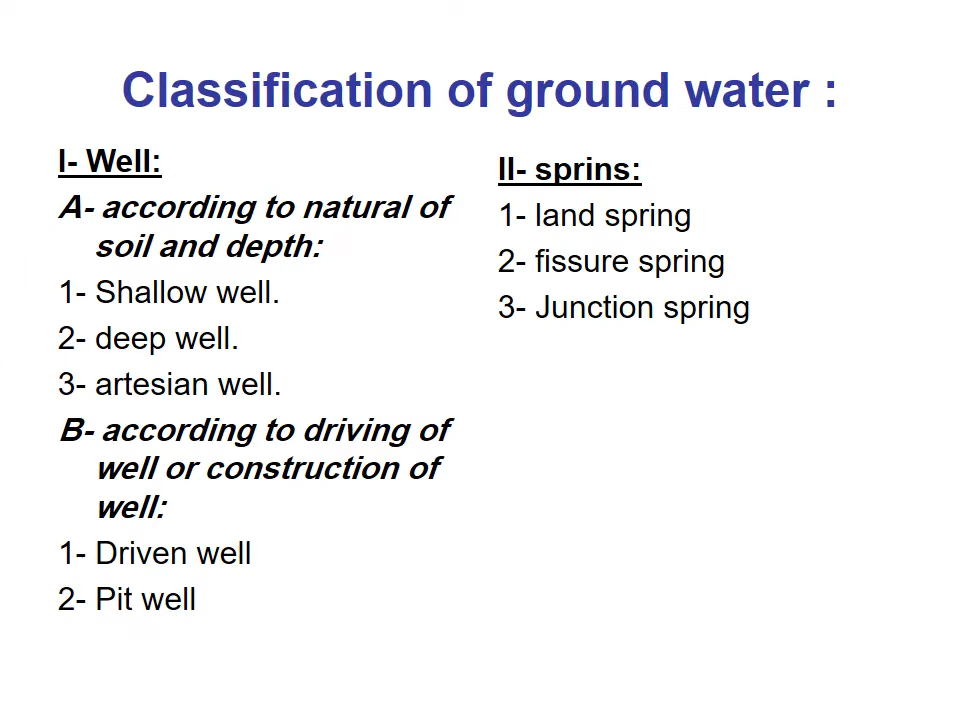 Classification of ground water :
I- Well:
A- according to natural of
soil and depth:
1- Shallow well.
2- deep well.
3- artesian well.
B- according to driving of
well or construction of
well:
1- Driven well
2- Pit well
II- sprins:
1- land spring
2- fissure spring
3- Junction spring